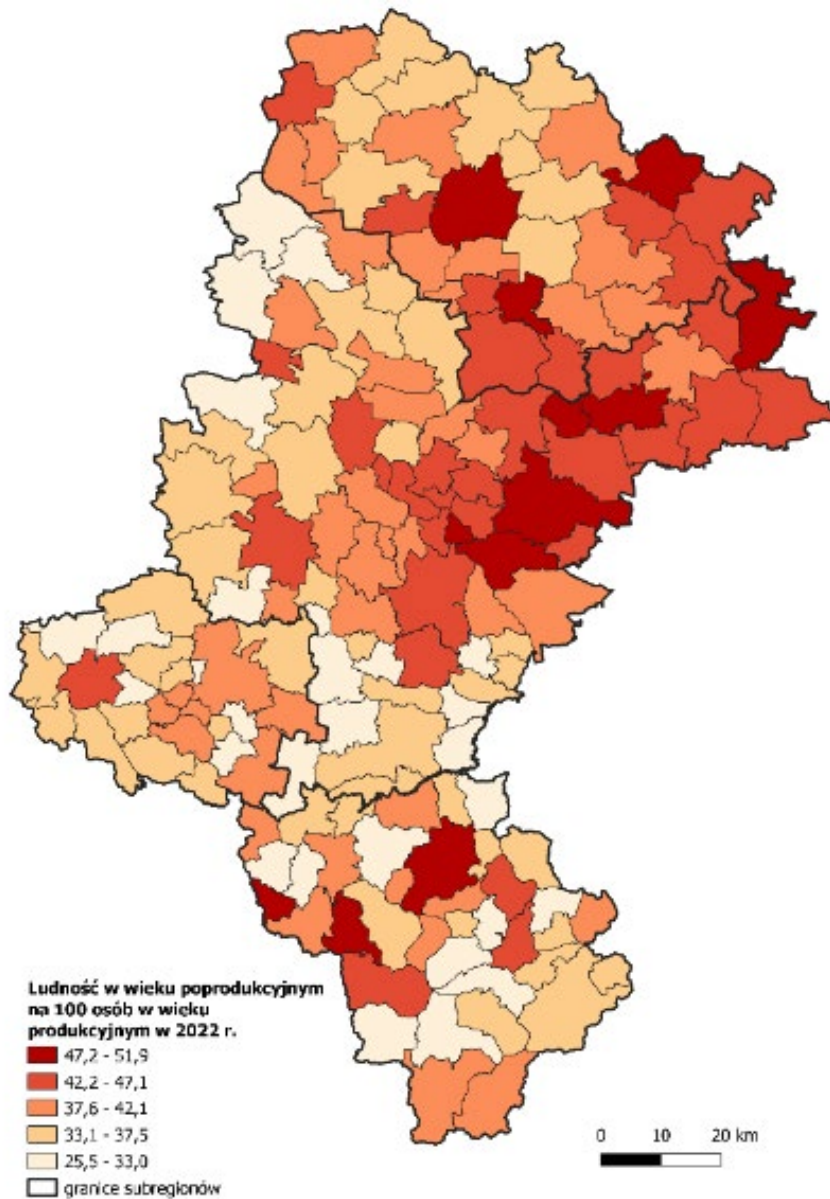 Ludność w wieku poprodukcyjnym
na 100 osób w wieku
produkcyjnym w 2022 r.
47,2 - 51,9
42,2 - 47,1
37,6 - 42,1
33,1 - 37,5
25,5 - 33,0
granice subregionów
0 10 20 km